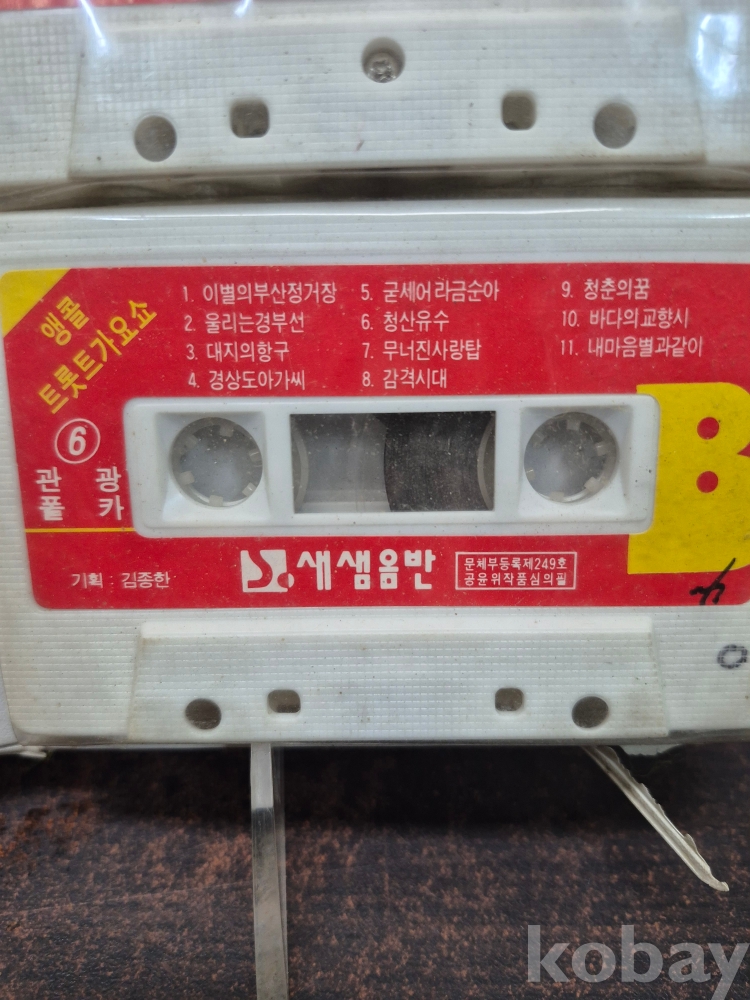 앵콜
트롯트가요쇼
⑥
관 광
폴 카
1. 이별의부산정거장
2. 울리는경부선
3. 대지의항구
4. 경상도아가씨
5. 굳세어라금순아
6. 청산유수
7. 무너진사랑탑
8. 감격시대
9. 청춘의꿈
10. 바다의교향시
11. 내마음별과같이
B
기획 : 김종한
새샘음반
문체부등록제249호
공윤위작품심의필
kobay